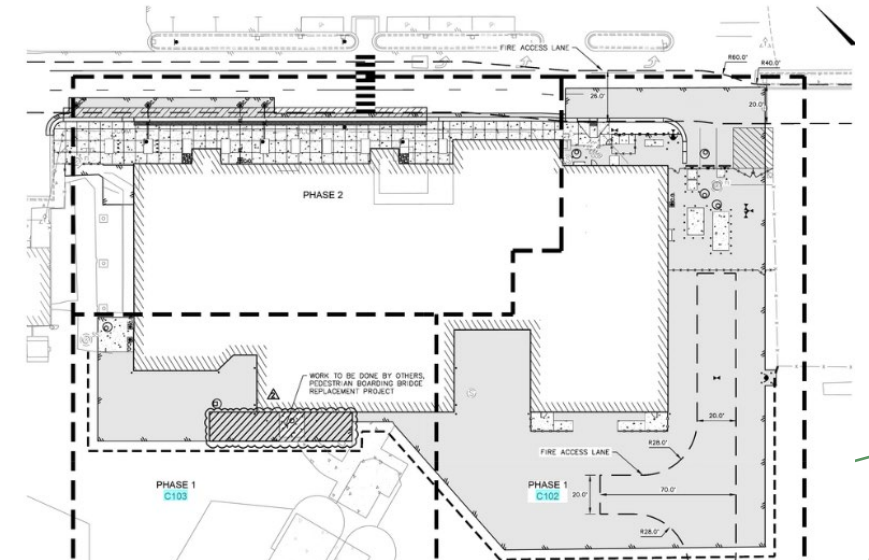 FIRE ACCESS LANE
R60.0'
R40.0'
26.0'
20.0'
PHASE 2
WORK TO BE DONE BY OTHERS,
PEDESTRIAN BOARDING BRIDGE
REPLACEMENT PROJECT
2
20.0'
R28.0'
FIRE ACCESS LANE
PHASE 1
C103
PHASE 1
C102
20.0'
70.0'
R28.0'